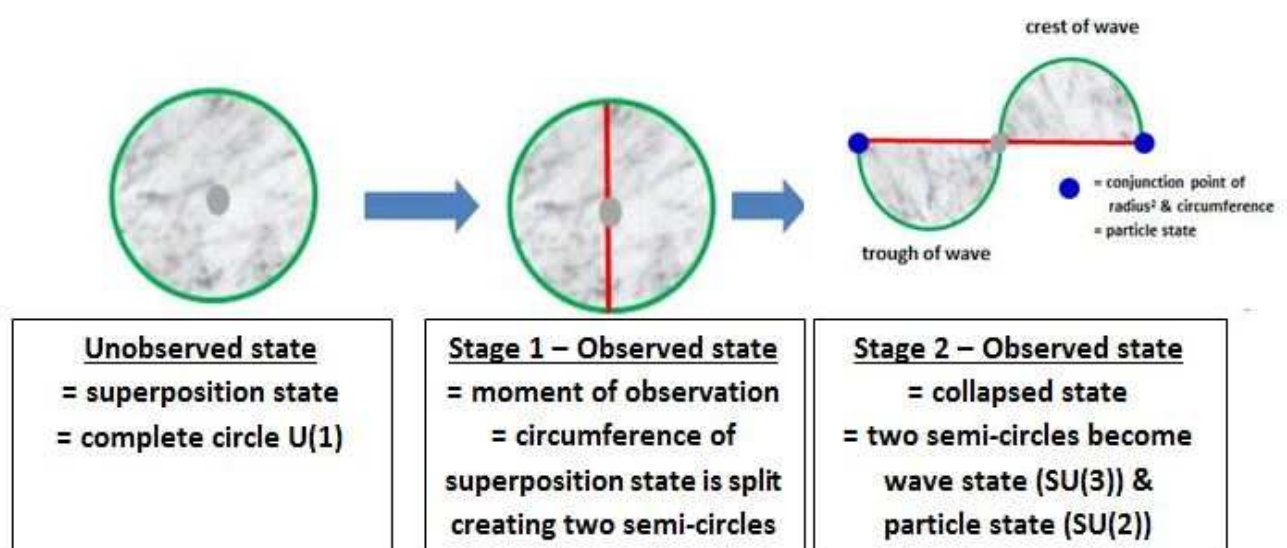 crest of wave
= conjunction point of
radius² & circumference
= particle state
trough of wave
Unobserved state
= superposition state
= complete circle U(1)
Stage 1 – Observed state
= moment of observation
= circumference of
superposition state is split
creating two semi-circles
Stage 2 – Observed state
= collapsed state
= two semi-circles become
wave state (SU(3)) &
particle state (SU(2))